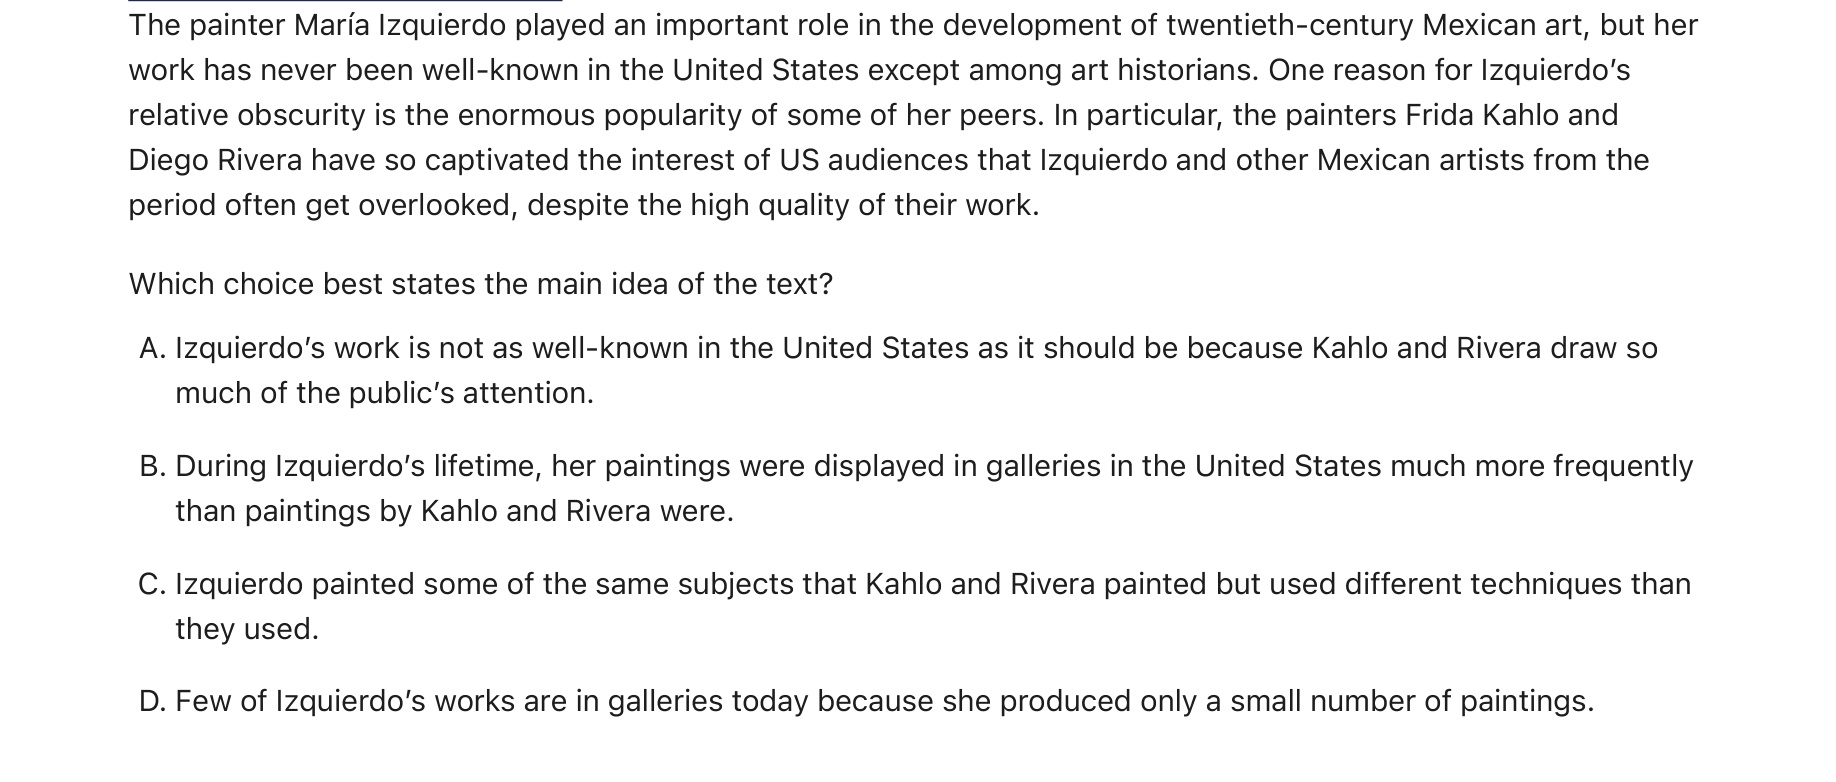 The painter María Izquierdo played an important role in the development of twentieth-century Mexican art, but her
work has never been well-known in the United States except among art historians. One reason for Izquierdo’s
relative obscurity is the enormous popularity of some of her peers. In particular, the painters Frida Kahlo and
Diego Rivera have so captivated the interest of US audiences that Izquierdo and other Mexican artists from the
period often get overlooked, despite the high quality of their work.
Which choice best states the main idea of the text?
A. Izquierdo’s work is not as well-known in the United States as it should be because Kahlo and Rivera draw so
much of the public’s attention.
B. During Izquierdo’s lifetime, her paintings were displayed in galleries in the United States much more frequently
than paintings by Kahlo and Rivera were.
C. Izquierdo painted some of the same subjects that Kahlo and Rivera painted but used different techniques than
they used.
D. Few of Izquierdo’s works are in galleries today because she produced only a small number of paintings.